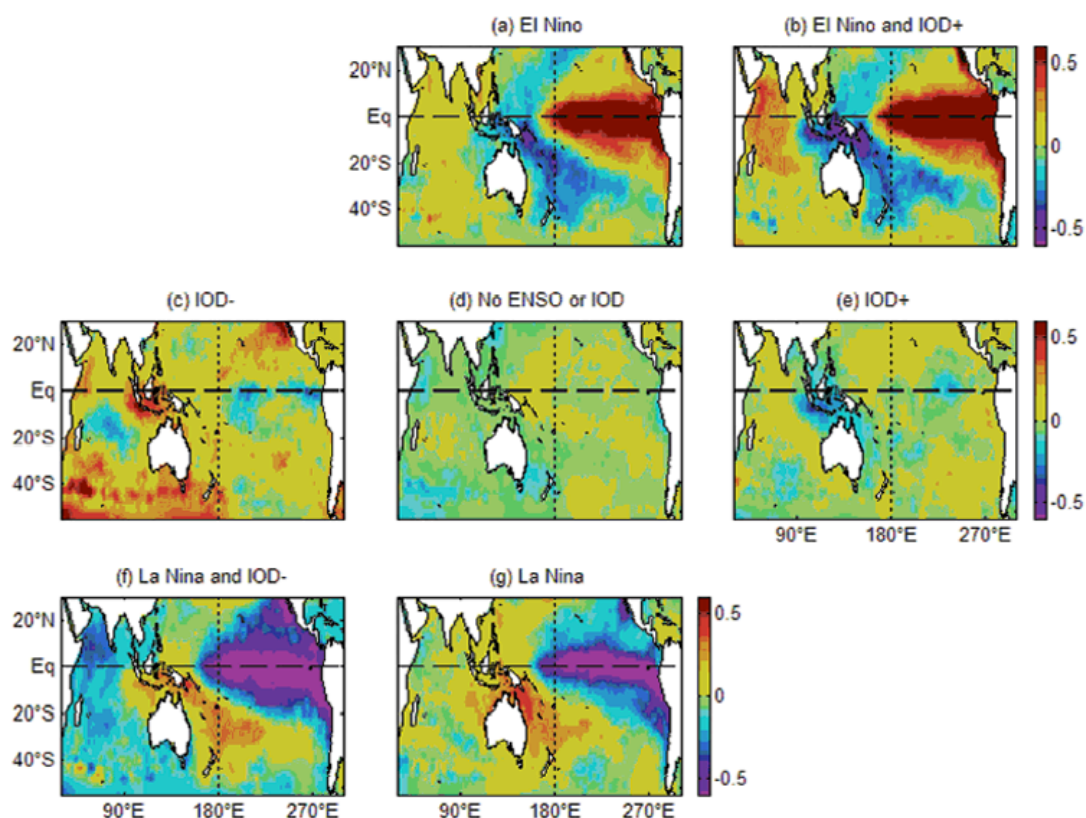 (a) El Nino
(b) El Nino and IOD+
20°N
Eq
20°S
40°S
0.5
0
-0.5
(c) IOD-
(d) No ENSO or IOD
(e) IOD+
20°N
Eq
20°S
40°S
0.5
0
-0.5
90°E
180°E
270°E
(f) La Nina and IOD-
(g) La Nina
20°N
Eq
20°S
40°S
0.5
0
-0.5
90°E
180°E
270°E
90°E
180°E
270°E